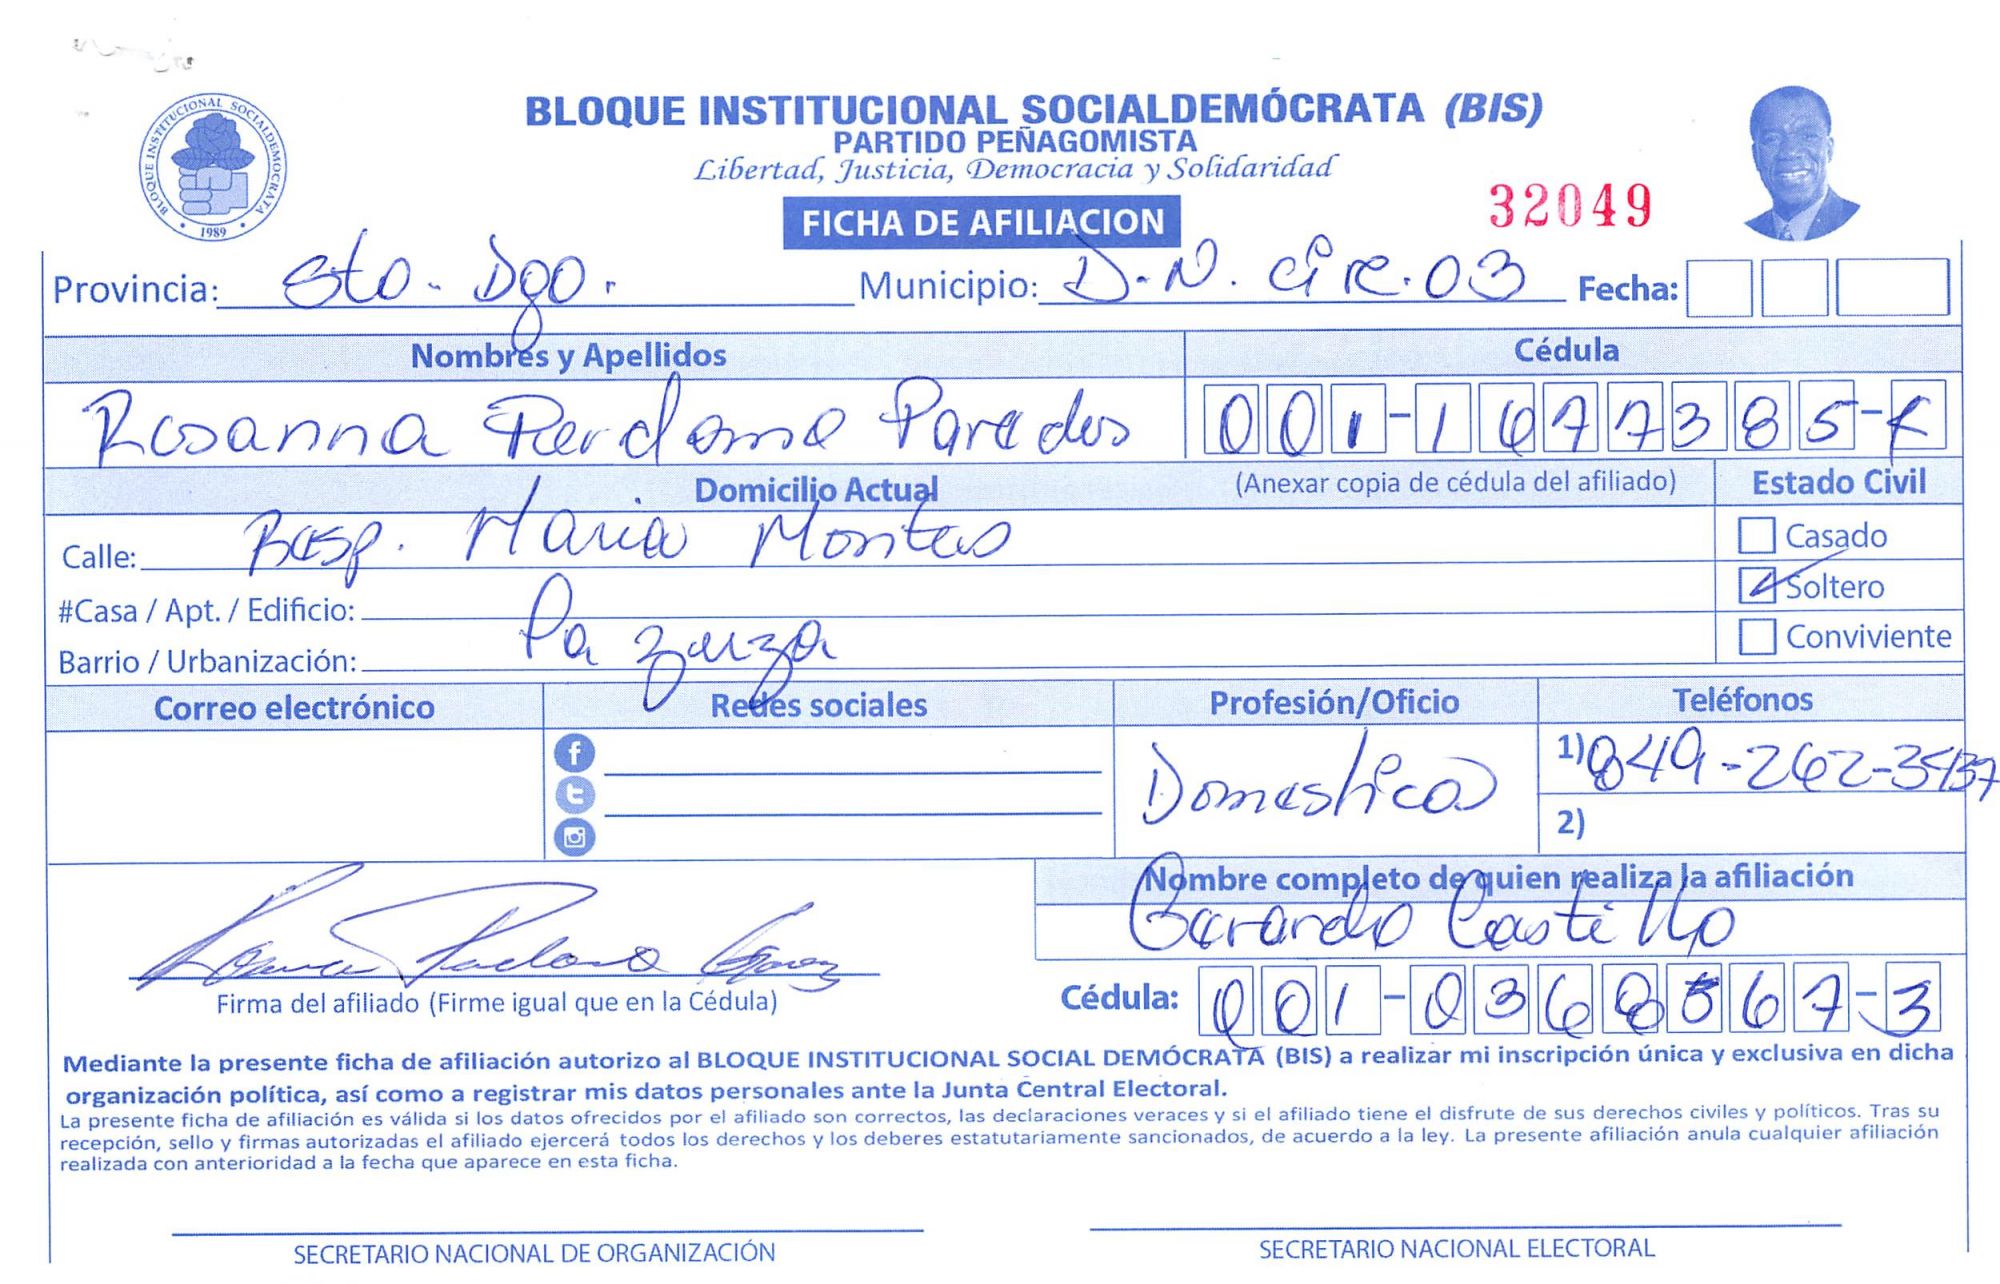 BLOQUE INSTITUCIONAL SOCIALDEMÓCRATA (BIS)
PARTIDO PEÑAGOMISTA
Libertad, Justicia, Democracia y Solidaridad
BLOQUE INSTITUCIONAL SOCIALDEMOCRATA
1989
32049
FICHA DE AFILIACION
Provincia: Sto. Dgo. Municipio: D.N. Circ. 03 Fecha:
Nombres y Apellidos Cédula
Rosanna Perdomo Paredes 001-1677385-
Domicilio Actual (Anexar copia de cédula del afiliado) Estado Civil
Calle: Resp. Maria Montes
Casado
#Casa / Apt. / Edificio:
Soltero
Barrio / Urbanización: La zurza
Conviviente
Correo electrónico Redes sociales Profesión/Oficio Teléfonos
Domestica 1) 849-262-3437
2)
Nombre completo de quien realiza la afiliación
Gerardo Castillo
Firma del afiliado (Firme igual que en la Cédula) Cédula: 001-0368867-3
Mediante la presente ficha de afiliación autorizo al BLOQUE INSTITUCIONAL SOCIAL DEMÓCRATA (BIS) a realizar mi inscripción única y exclusiva en dicha
organización política, así como a registrar mis datos personales ante la Junta Central Electoral.
La presente ficha de afiliación es válida si los datos ofrecidos por el afiliado son correctos, las declaraciones veraces y si el afiliado tiene el disfrute de sus derechos civiles y políticos. Tras su
recepción, sello y firmas autorizadas el afiliado ejercerá todos los derechos y los deberes estatutariamente sancionados, de acuerdo a la ley. La presente afiliación anula cualquier afiliación
realizada con anterioridad a la fecha que aparece en esta ficha.
SECRETARIO NACIONAL DE ORGANIZACIÓN SECRETARIO NACIONAL ELECTORAL